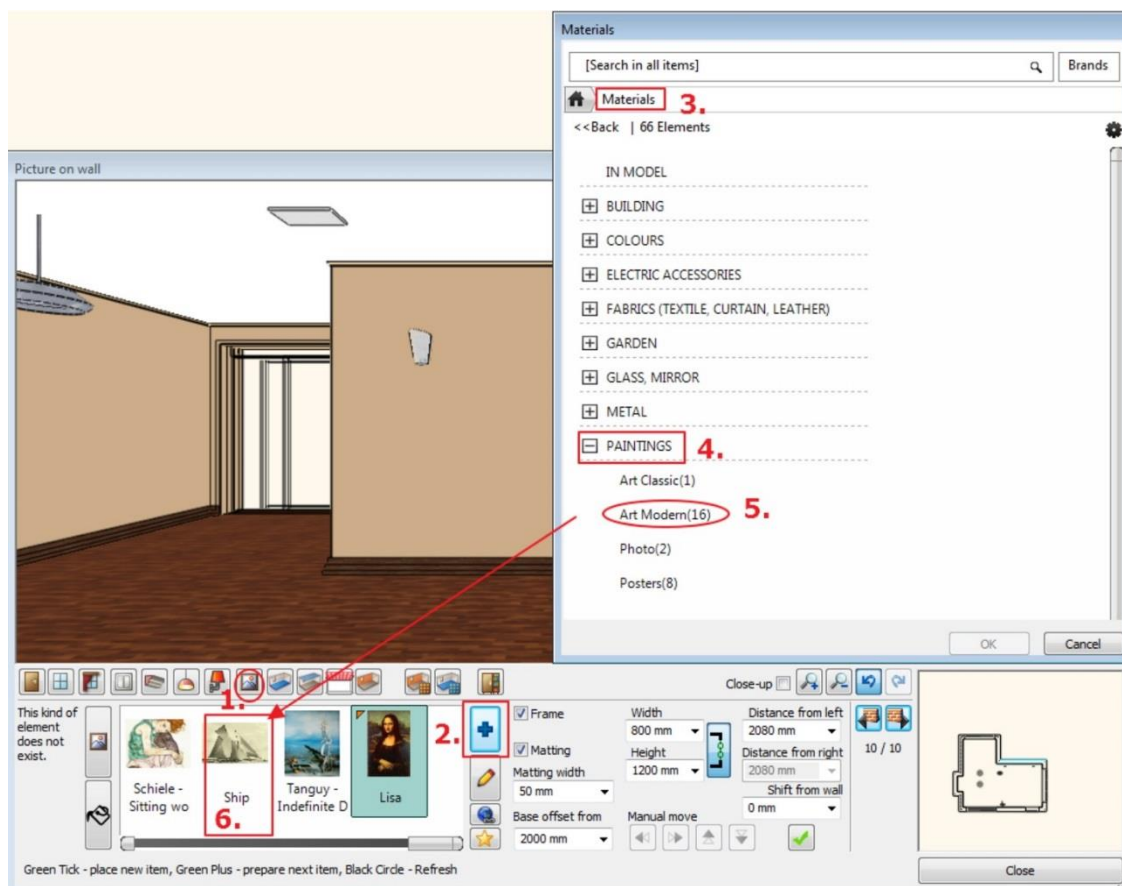 Materials
[Search in all items]
Brands
Materials
3.
<<Back | 66 Elements
IN MODEL
BUILDING
COLOURS
ELECTRIC ACCESSORIES
FABRICS (TEXTILE, CURTAIN, LEATHER)
GARDEN
GLASS, MIRROR
METAL
PAINTINGS
4.
Art Classic(1)
Art Modern(16)
5.
Photo(2)
Posters(8)
OK
Cancel
Picture on wall
1.
Close-up
This kind of
element
does not
exist.
Schiele -
Sitting wo
Ship
6.
Tanguy -
Indefinite D
Lisa
2.
Frame
Matting
Matting width
50 mm
Base offset from
2000 mm
Width
800 mm
Height
1200 mm
Manual move
Distance from left
2080 mm
Distance from right
2080 mm
Shift from wall
0 mm
10 / 10
Green Tick - place new item, Green Plus - prepare next item, Black Circle - Refresh
Close